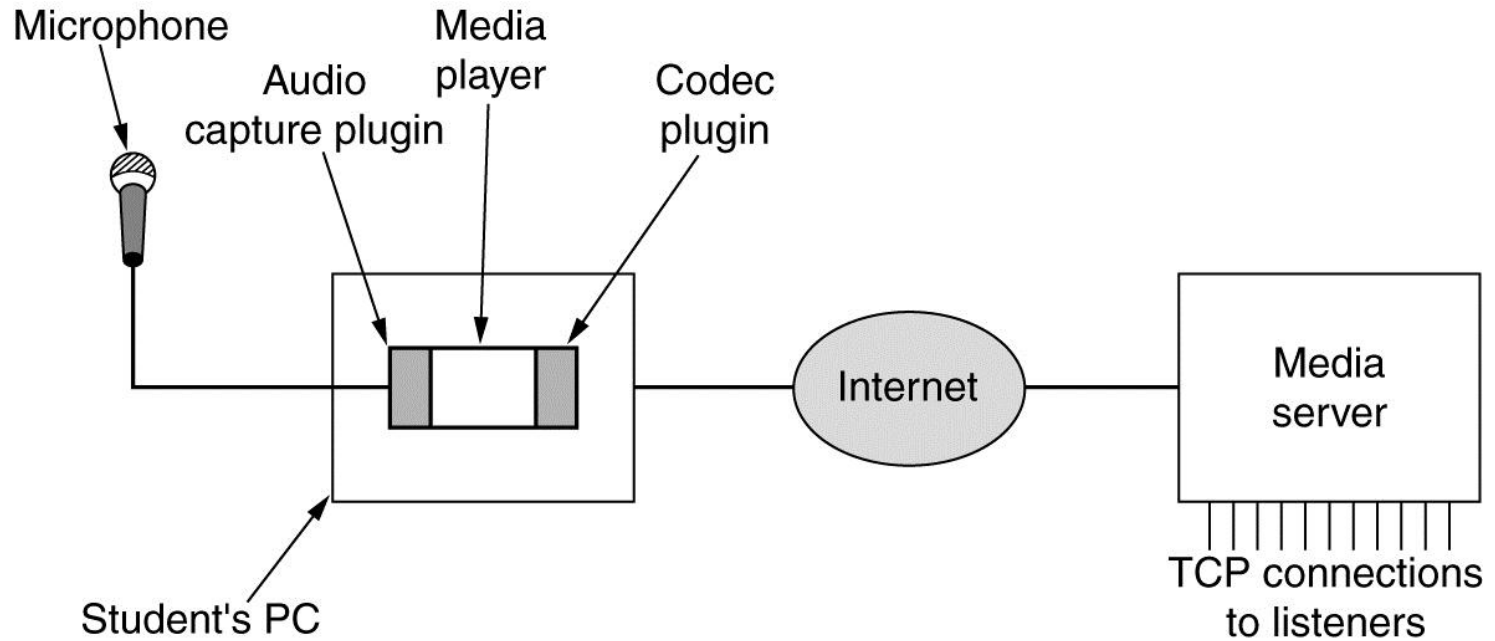 Microphone
Audio
capture plugin
Media
player
Codec
plugin
Internet
Media
server
TCP connections
to listeners
Student's PC